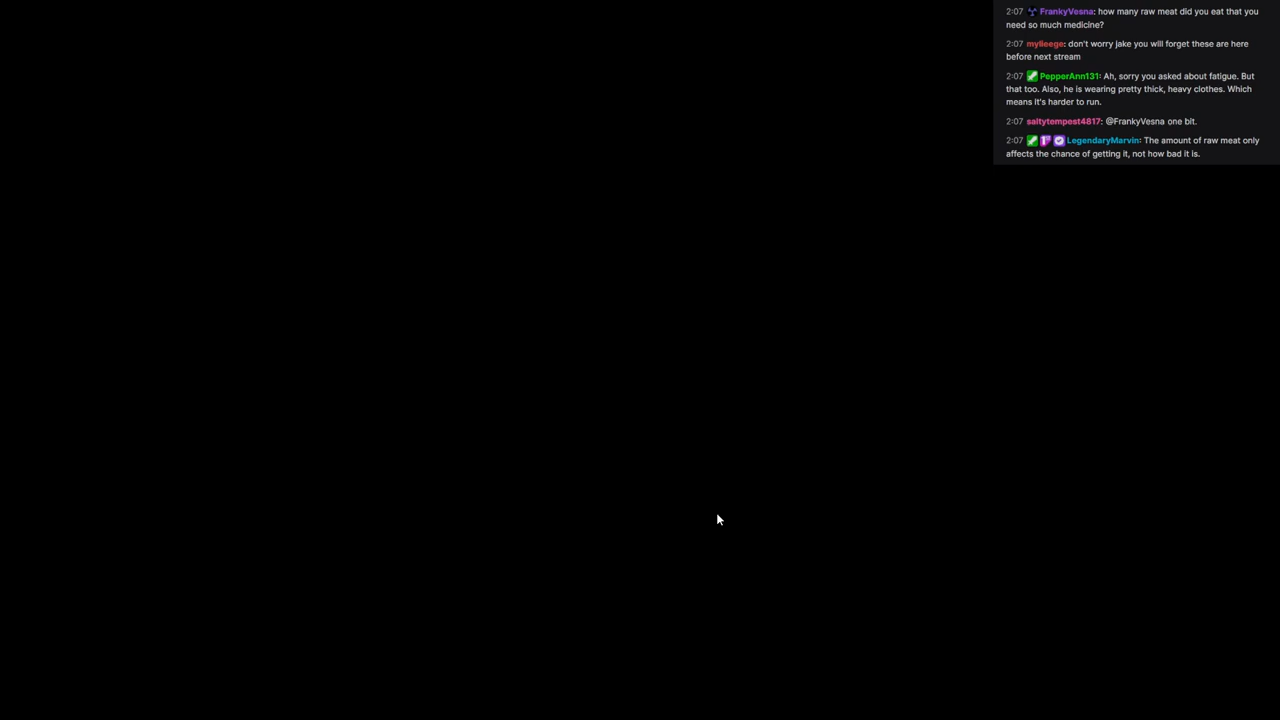 2:07 FrankyVesna: how many raw meat did you eat that you
need so much medicine?
2:07 mylieege: don't worry jake you will forget these are here
before next stream
2:07 PepperAnn131: Ah, sorry you asked about fatigue. But
that too. Also, he is wearing pretty thick, heavy clothes. Which
means it's harder to run.
2:07 saltytempest4817: @FrankyVesna one bit.
2:07 LegendaryMarvin: The amount of raw meat only
affects the chance of getting it, not how bad it is.